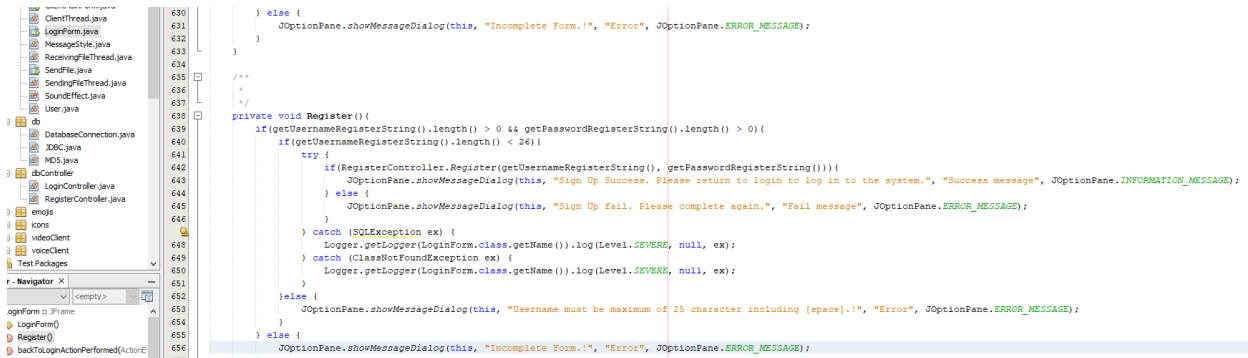 ClientThread.java
LoginForm.java
MessageStyle.java
ReceivingFileThread.java
SendFile.java
SendingFileThread.java
SoundEffect.java
User.java
db
DatabaseConnection.java
JDBC.java
MD5.java
dbController
LoginController.java
RegisterController.java
emojis
icons
videoClient
voiceClient
Test Packages
r - Navigator ×
<empty>
LoginForm :: JFrame
LoginForm()
Register()
backToLoginActionPerformed(ActionE
630 } else {
631 JOptionPane.showMessageDialog(this, "Incomplete Form.!", "Error", JOptionPane.ERROR_MESSAGE);
632 }
633 }
634
635 /**
636 *
637 */
638 private void Register(){
639 if(getUsernameRegisterString().length() > 0 && getPasswordRegisterString().length() > 0){
640 if(getUsernameRegisterString().length() < 26){
641 try {
642 if(RegisterController.Register(getUsernameRegisterString(), getPasswordRegisterString())){
643 JOptionPane.showMessageDialog(this, "Sign Up Success. Please return to login to log in to the system.", "Success message", JOptionPane.INFORMATION_MESSAGE);
644 } else {
645 JOptionPane.showMessageDialog(this, "Sign Up fail. Please complete again.", "Fail message", JOptionPane.ERROR_MESSAGE);
646 }
} catch (SQLException ex) {
648 Logger.getLogger(LoginForm.class.getName()).log(Level.SEVERE, null, ex);
649 } catch (ClassNotFoundException ex) {
650 Logger.getLogger(LoginForm.class.getName()).log(Level.SEVERE, null, ex);
651 }
652 }else {
653 JOptionPane.showMessageDialog(this, "Username must be maximum of 25 character including [space].!", "Error", JOptionPane.ERROR_MESSAGE);
654 }
655 } else {
656 JOptionPane.showMessageDialog(this, "Incomplete Form.!", "Error", JOptionPane.ERROR_MESSAGE);